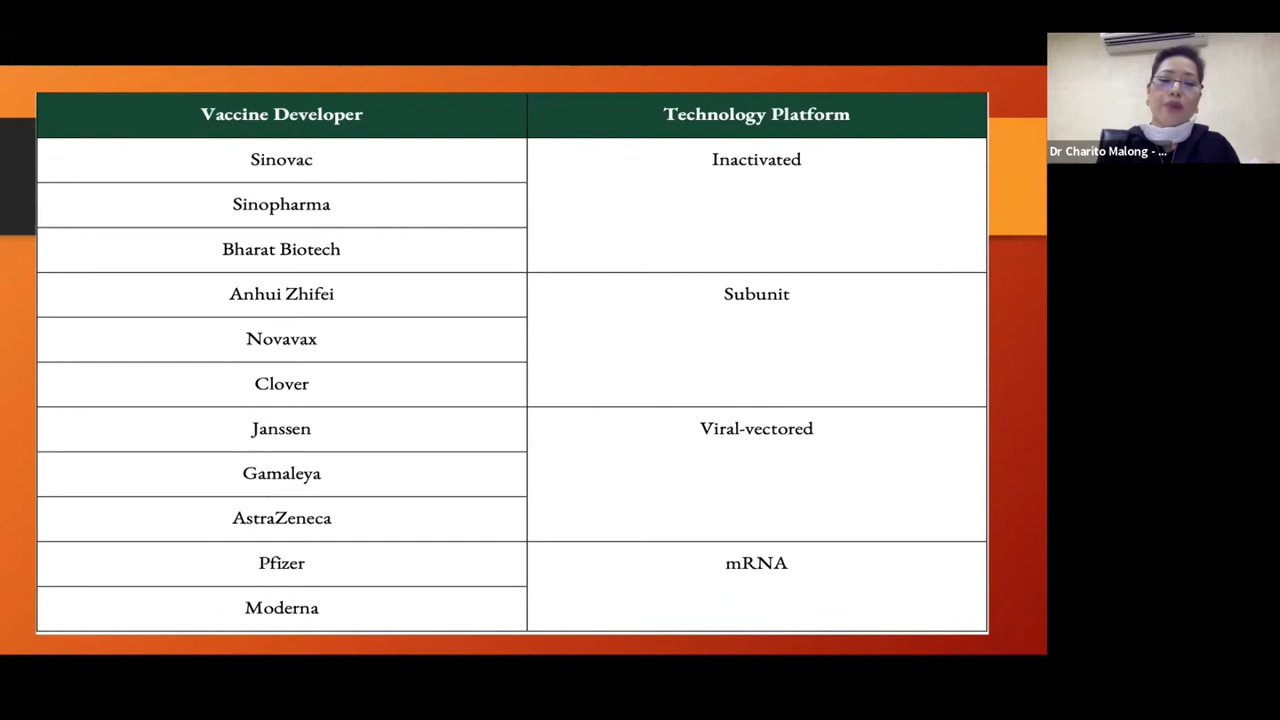 Vaccine Developer Technology Platform
Sinovac Inactivated
Sinopharma
Bharat Biotech
Anhui Zhifei Subunit
Novavax
Clover
Janssen Viral-vectored
Gamaleya
AstraZeneca
Pfizer mRNA
Moderna
Dr Charito Malong - ...